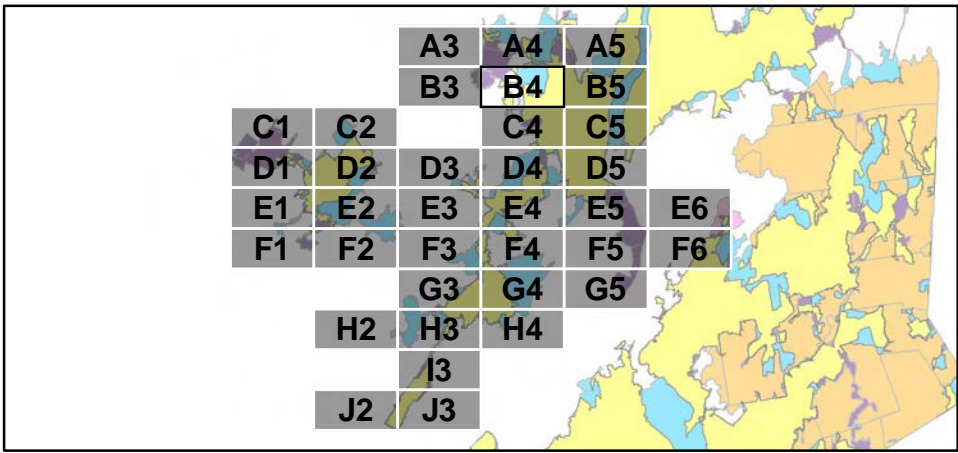 A3 A4 A5
B3 B4 B5
C1 C2 C4 C5
D1 D2 D3 D4 D5
E1 E2 E3 E4 E5 E6
F1 F2 F3 F4 F5 F6
G3 G4 G5
H2 H3 H4
I3
J2 J3